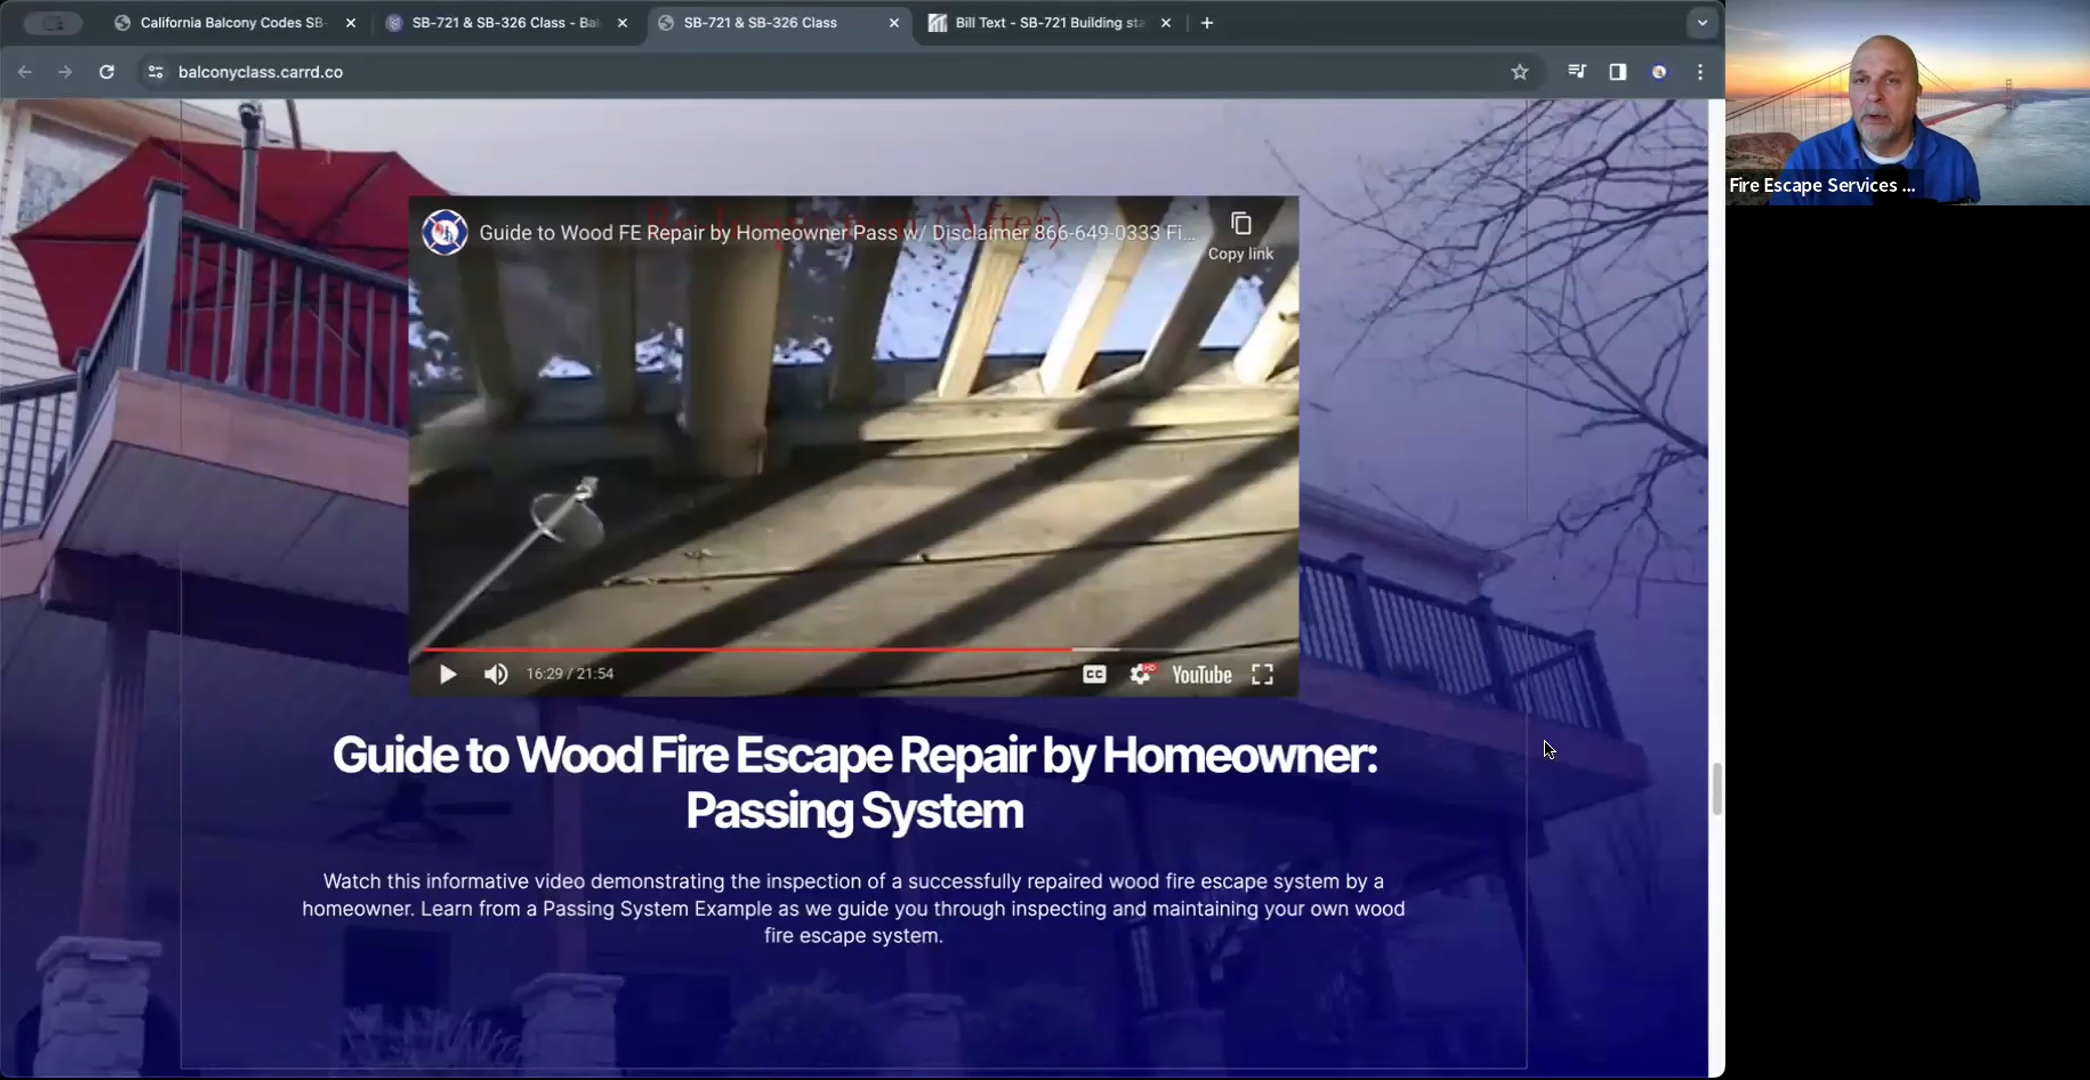 California Balcony Codes SB-
SB-721 & SB-326 Class - Bal
SB-721 & SB-326 Class
Bill Text - SB-721 Building sta
balconyclass.carrd.co
Fire Escape Services ...
Guide to Wood FE Repair by Homeowner Pass w/ Disclaimer 866-649-0333 Fi...
Copy link
(After)
16:29 / 21:54
CC
HD
YouTube
Guide to Wood Fire Escape Repair by Homeowner:
Passing System
Watch this informative video demonstrating the inspection of a successfully repaired wood fire escape system by a
homeowner. Learn from a Passing System Example as we guide you through inspecting and maintaining your own wood
fire escape system.